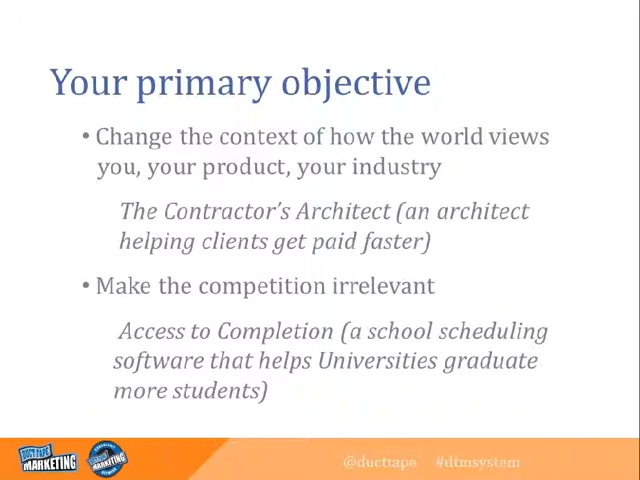 Your primary objective
• Change the context of how the world views
you, your product, your industry
The Contractor's Architect (an architect
helping clients get paid faster)
• Make the competition irrelevant
Access to Completion (a school scheduling
software that helps Universities graduate
more students)
DUCT TAPE
MARKETING
MARKETING
@ducttape #dtmsystem